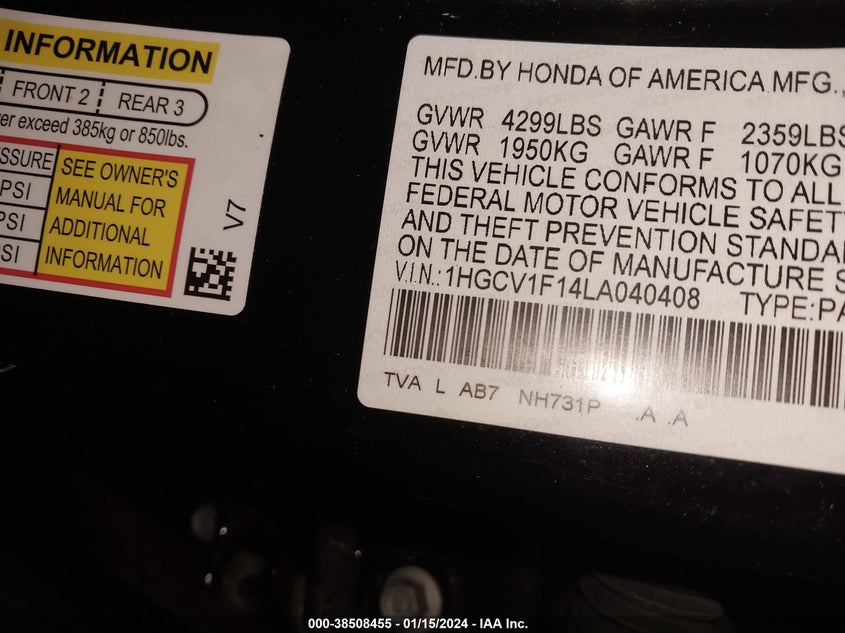 INFORMATION
FRONT 2
REAR 3
er exceed 385kg or 850lbs.
SSURE
PSI
PSI
SI
SEE OWNER'S
MANUAL FOR
ADDITIONAL
INFORMATION
V7
MFD.BY HONDA OF AMERICA MFG.,
GVWR 4299LBS GAWR F 2359LBS
GVWR 1950KG GAWR F 1070KG
THIS VEHICLE CONFORMS TO ALL
FEDERAL MOTOR VEHICLE SAFET
AND THEFT PREVENTION STANDA
ON THE DATE OF MANUFACTURE S
V.I.N.:1HGCV1F14LA040408 TYPE:PA
TVA L AB7 NH731P .A .A
000-38508455 - 01/15/2024 - IAA Inc.